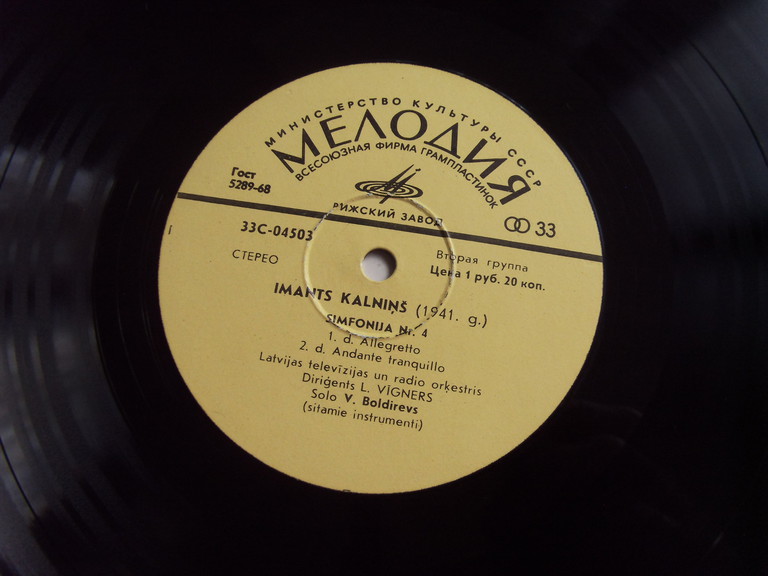 МИНИСТЕРСТВО КУЛЬТУРЫ СССР
МЕЛОДИЯ
ВСЕСОЮЗНАЯ ФИРМА ГРАМПЛАСТИНОК
Гост
5289-68
РИЖСКИЙ ЗАВОД
33
33С-04503
СТЕРЕО
Вторая группа
Цена 1 руб. 20 коп.
IMANTS KALNIŅŠ (1941. g.)
SIMFONIJA Nr. 4
1. d. Allegretto
2. d. Andante tranquillo
Latvijas televīzijas un radio orķestris
Diriģents L. VĪGNERS
Solo V. Boldirevs
(sitamie instrumenti)